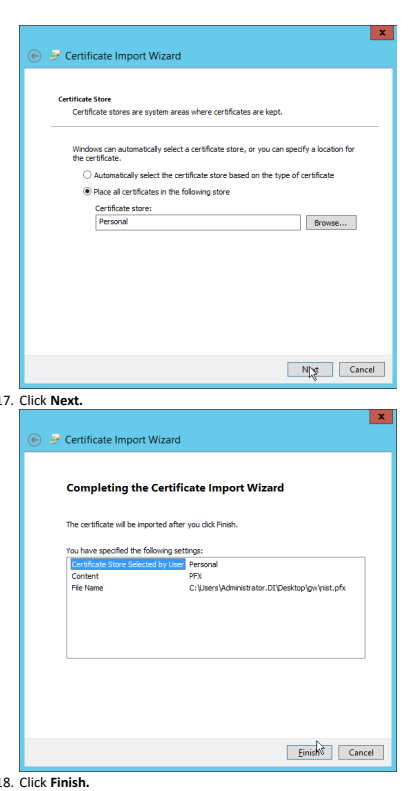 x
Certificate Import Wizard
Certificate Store
Certificate stores are system areas where certificates are kept.
Windows can automatically select a certificate store, or you can specify a location for
the certificate.
Automatically select the certificate store based on the type of certificate
Place all certificates in the following store
Certificate store:
Personal Browse...
Next Cancel
17. Click Next.
x
Certificate Import Wizard
Completing the Certificate Import Wizard
The certificate will be imported after you click Finish.
You have specified the following settings:
Certificate Store Selected by User Personal
Content PFX
File Name C:\Users\Administrator.DI\Desktop\gw\nist.pfx
Finish Cancel
18. Click Finish.